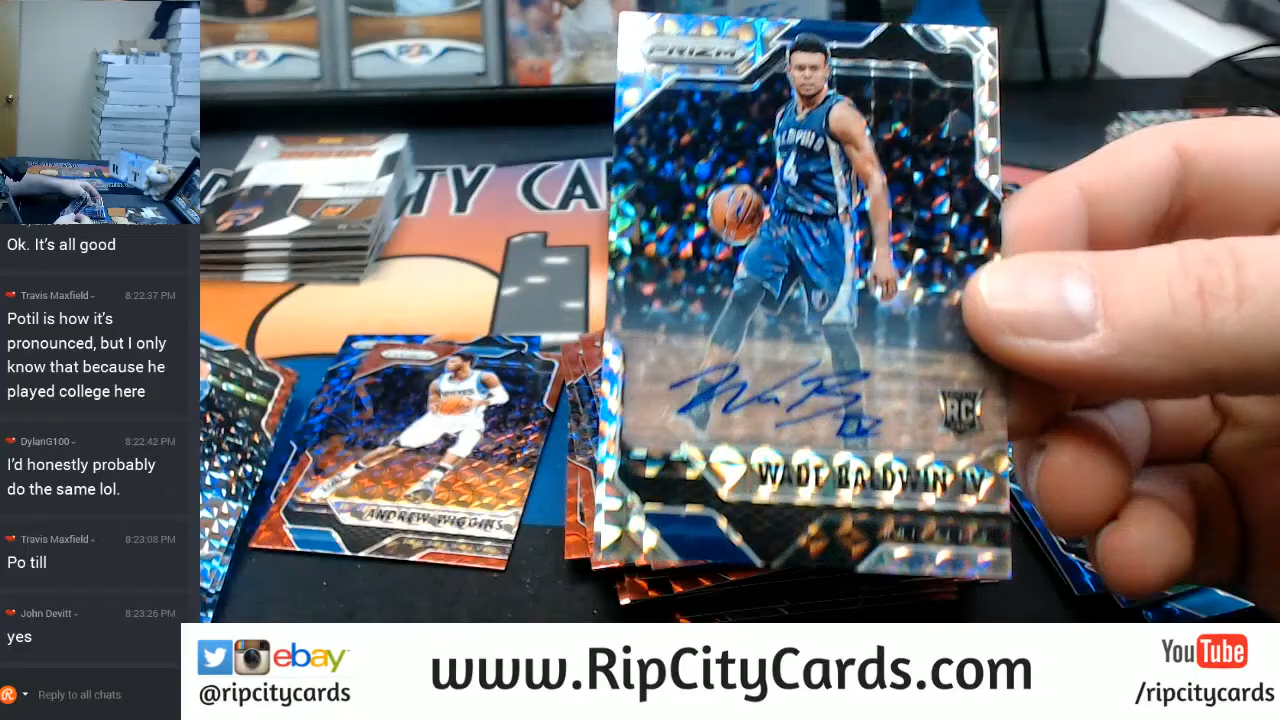 Ok. It's all good
Travis Maxfield - 8:22:37 PM
Potil is how it's
pronounced, but I only
know that because he
played college here
DylanG100 - 8:22:42 PM
I'd honestly probably
do the same lol.
Travis Maxfield - 8:23:08 PM
Po till
John Devitt - 8:23:26 PM
yes
Reply to all chats
PRIZM
MEMPHIS
4
RC
WADE BALDWIN IV
TY CA
ANDREW WIGGINS
ebay
@ripcitycards
www.RipCityCards.com
YouTube
/ripcitycards